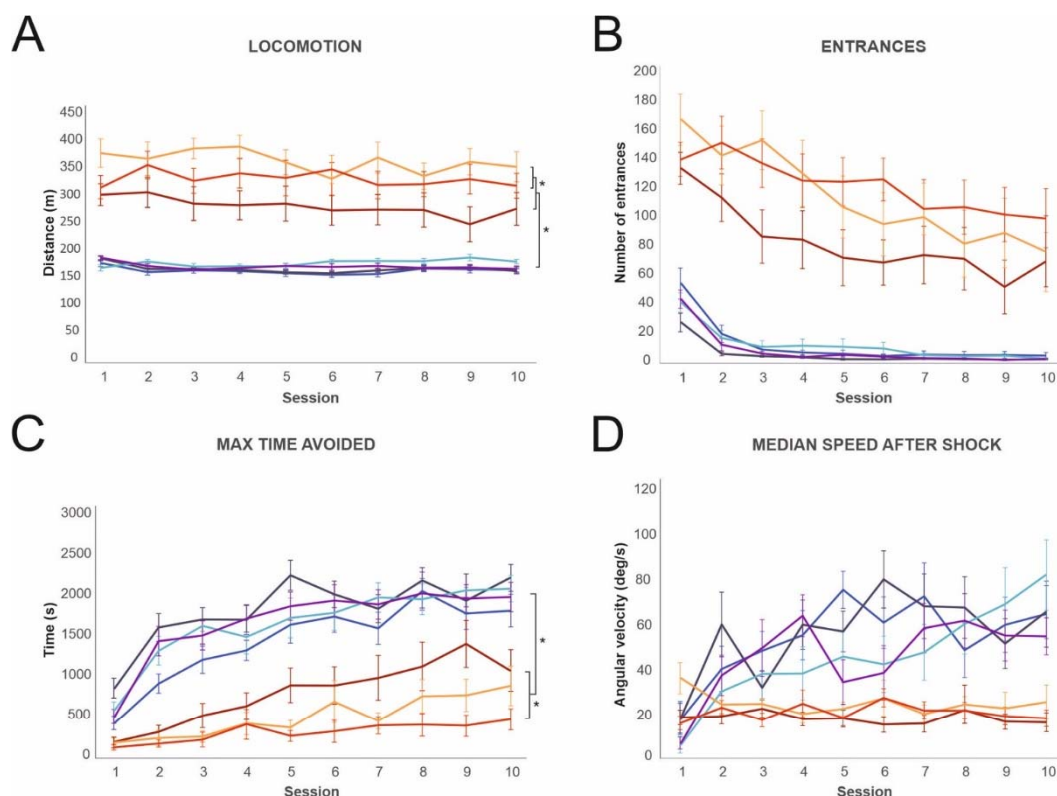 A
LOCOMOTION
Distance (m)
450
400
350
300
250
200
150
100
50
0
1 2 3 4 5 6 7 8 9 10
Session
*
*
B
ENTRANCES
Number of entrances
200
180
160
140
120
100
80
60
40
20
0
1 2 3 4 5 6 7 8 9 10
Session
C
MAX TIME AVOIDED
Time (s)
3000
2500
2000
1500
1000
500
0
1 2 3 4 5 6 7 8 9 10
Session
*
*
D
MEDIAN SPEED AFTER SHOCK
Angular velocity (deg/s)
120
100
80
60
40
20
0
1 2 3 4 5 6 7 8 9 10
Session